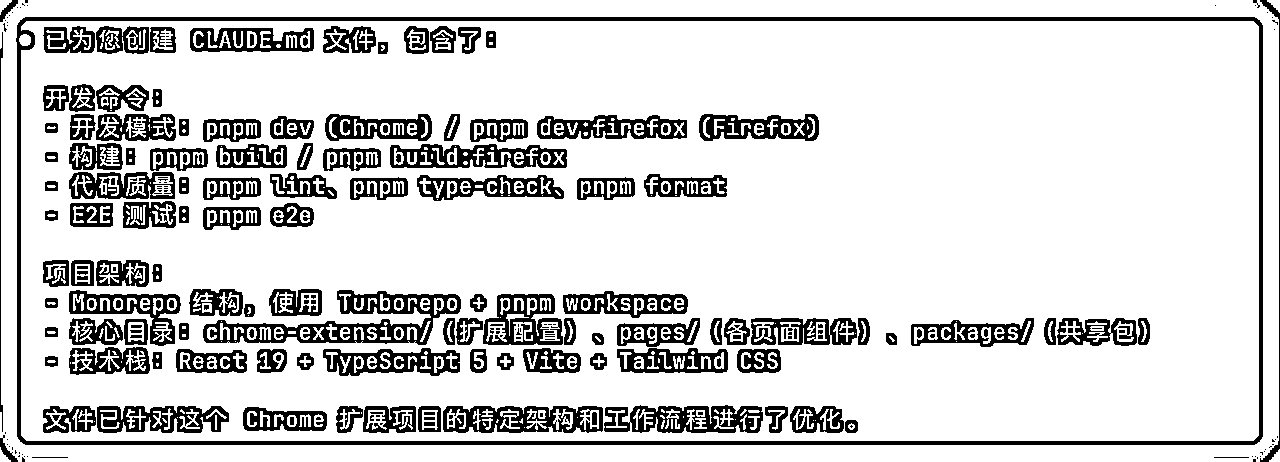 已为您创建 CLAUDE.md 文件，包含了：
开发命令：
- 开发模式：pnpm dev (Chrome) / pnpm dev:firefox (Firefox)
- 构建：pnpm build / pnpm build:firefox
- 代码质量：pnpm lint、pnpm type-check、pnpm format
- E2E 测试：pnpm e2e
项目架构：
- Monorepo 结构，使用 Turborepo + pnpm workspace
- 核心目录：chrome-extension/（扩展配置）、pages/（各页面组件）、packages/（共享包）
- 技术栈：React 19 + TypeScript 5 + Vite + Tailwind CSS
文件已针对这个 Chrome 扩展项目的特定架构和工作流程进行了优化。